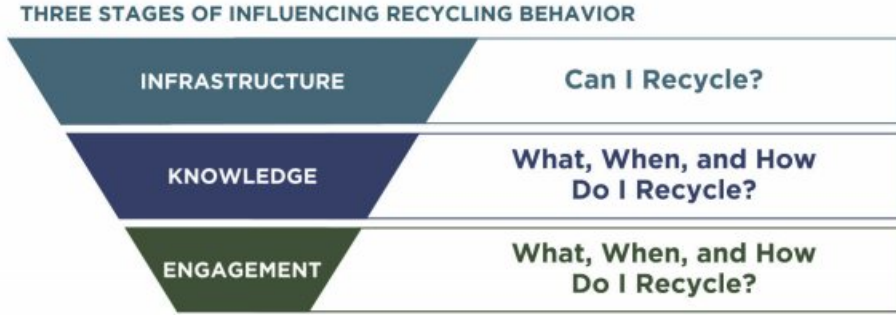 THREE STAGES OF INFLUENCING RECYCLING BEHAVIOR
INFRASTRUCTURE
Can I Recycle?
KNOWLEDGE
What, When, and How
Do I Recycle?
ENGAGEMENT
What, When, and How
Do I Recycle?